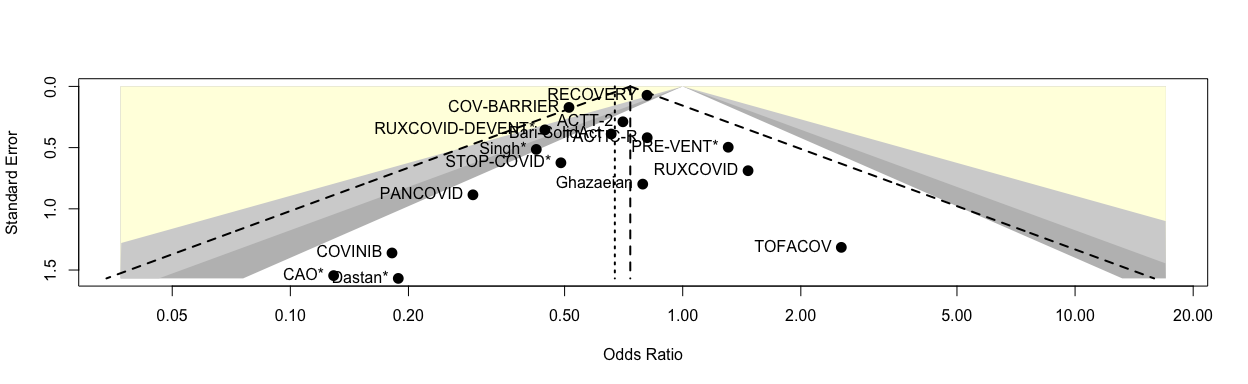 RECOVERY
COV-BARRIER
ACTT-2
RUXCOVID-DEVENT*
Bari-SolidAct
TACTIC-R
PRE-VENT*
Singh*
STOP-COVID*
RUXCOVID
Ghazaeian
PANCOVID
TOFACOV
COVINIB
CAO*
Dastan*
Standard Error
0.0
0.5
1.0
1.5
0.05 0.10 0.20 0.50 1.00 2.00 5.00 10.00 20.00
Odds Ratio